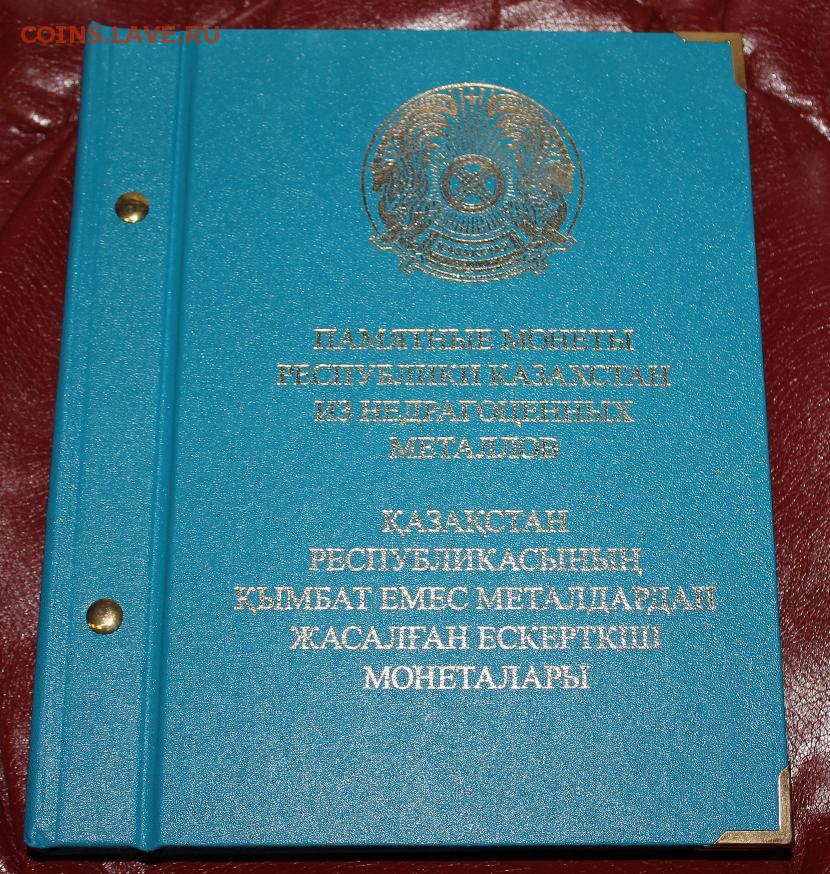 COINS.LAVE.RU
ПАМЯТНЫЕ МОНЕТЫ
РЕСПУБЛИКИ КАЗАХСТАН
ИЗ НЕДРАГОЦЕННЫХ
МЕТАЛЛОВ
ҚАЗАҚСТАН
РЕСПУБЛИКАСЫНЫҢ
ҚЫМБАТ ЕМЕС МЕТАЛДАРДАН
ЖАСАЛҒАН ЕСКЕРТКІШ
МОНЕТАЛАРЫ